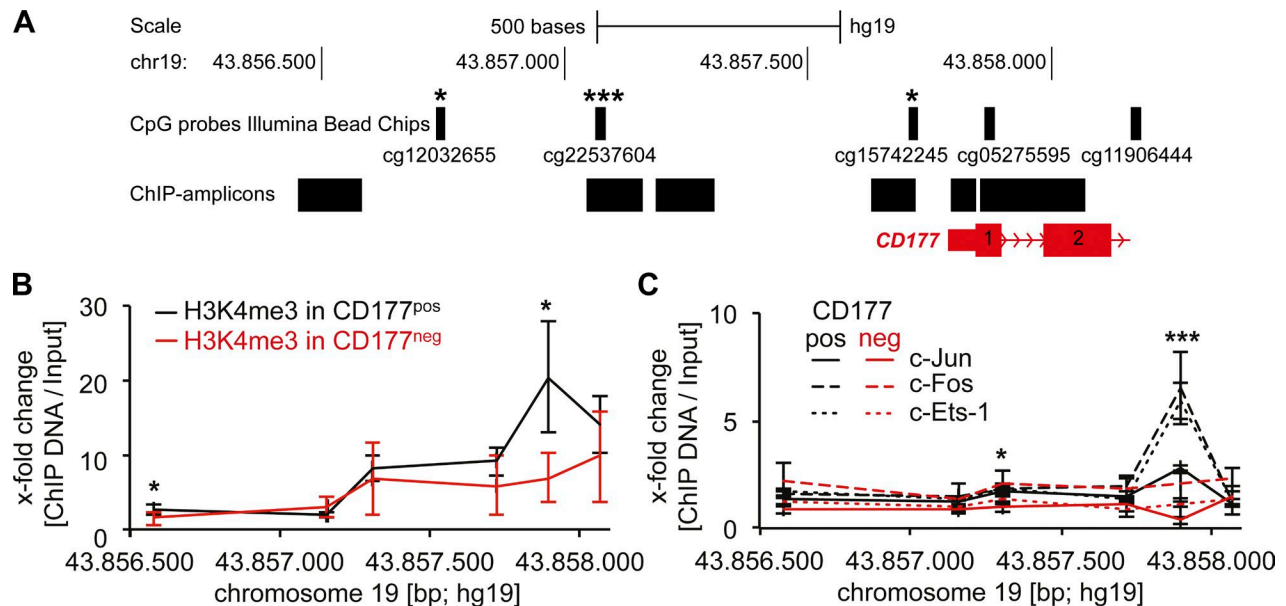 A
Scale 500 bases hg19
chr19: 43.856.500 43.857.000 43.857.500 43.858.000
* *** *
CpG probes Illumina Bead Chips
cg12032655 cg22537604 cg15742245 cg05275595 cg11906444
ChIP-amplicons
CD177 1 2
B
x-fold change
[ChIP DNA / Input]
30
20
10
0
H3K4me3 in CD177pos
H3K4me3 in CD177neg
*
*
43.856.500 43.857.000 43.857.500 43.858.000
chromosome 19 [bp; hg19]
C
x-fold change
[ChIP DNA / Input]
10
5
0
CD177
pos neg
c-Jun
c-Fos
c-Ets-1
***
*
43.856.500 43.857.000 43.857.500 43.858.000
chromosome 19 [bp; hg19]